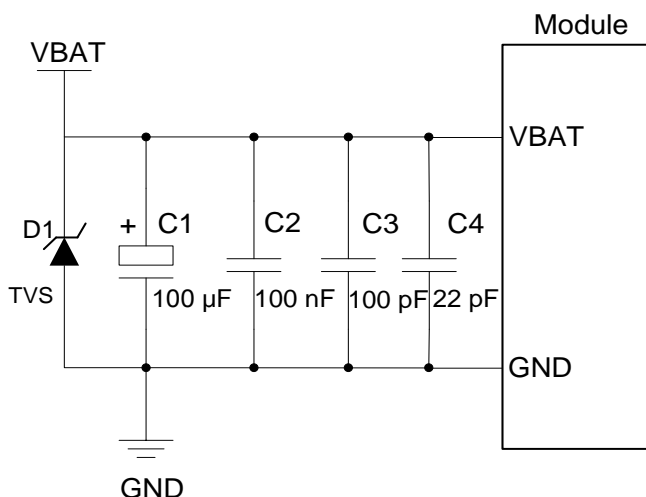 Module
VBAT
VBAT
D1
+
C1
C2
C3
C4
TVS
100 µF
100 nF
100 pF
22 pF
GND
GND